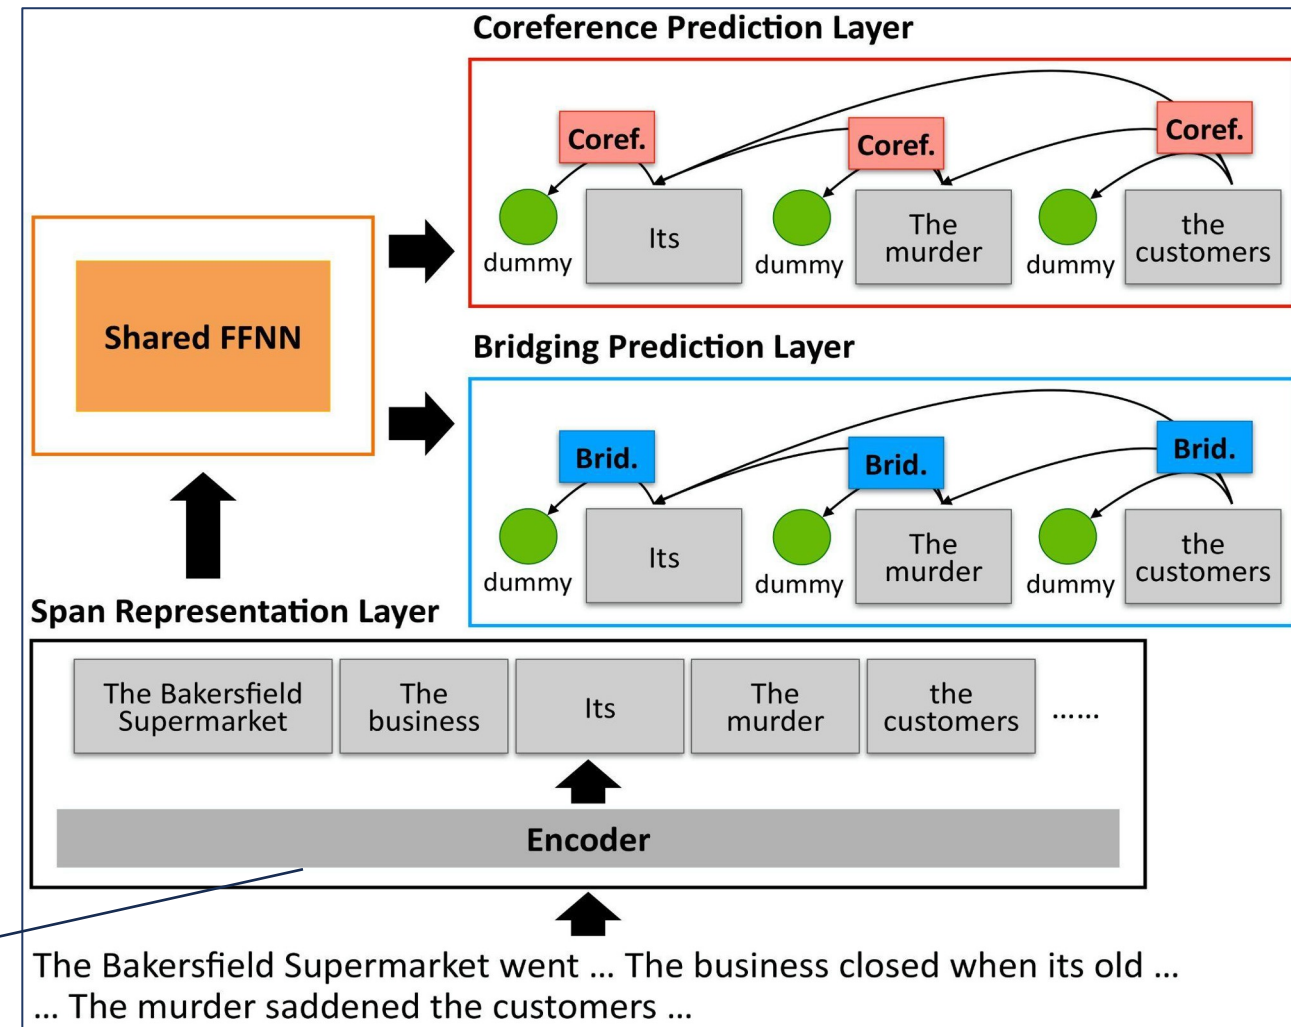 Coreference Prediction Layer
Coref.
Coref.
Coref.
dummy
Its
dummy
The
murder
dummy
the
customers
Shared FFNN
Bridging Prediction Layer
Brid.
Brid.
Brid.
dummy
Its
dummy
The
murder
dummy
the
customers
Span Representation Layer
The Bakersfield
Supermarket
The
business
Its
The
murder
the
customers
......
Encoder
The Bakersfield Supermarket went ... The business closed when its old ...
... The murder saddened the customers ...